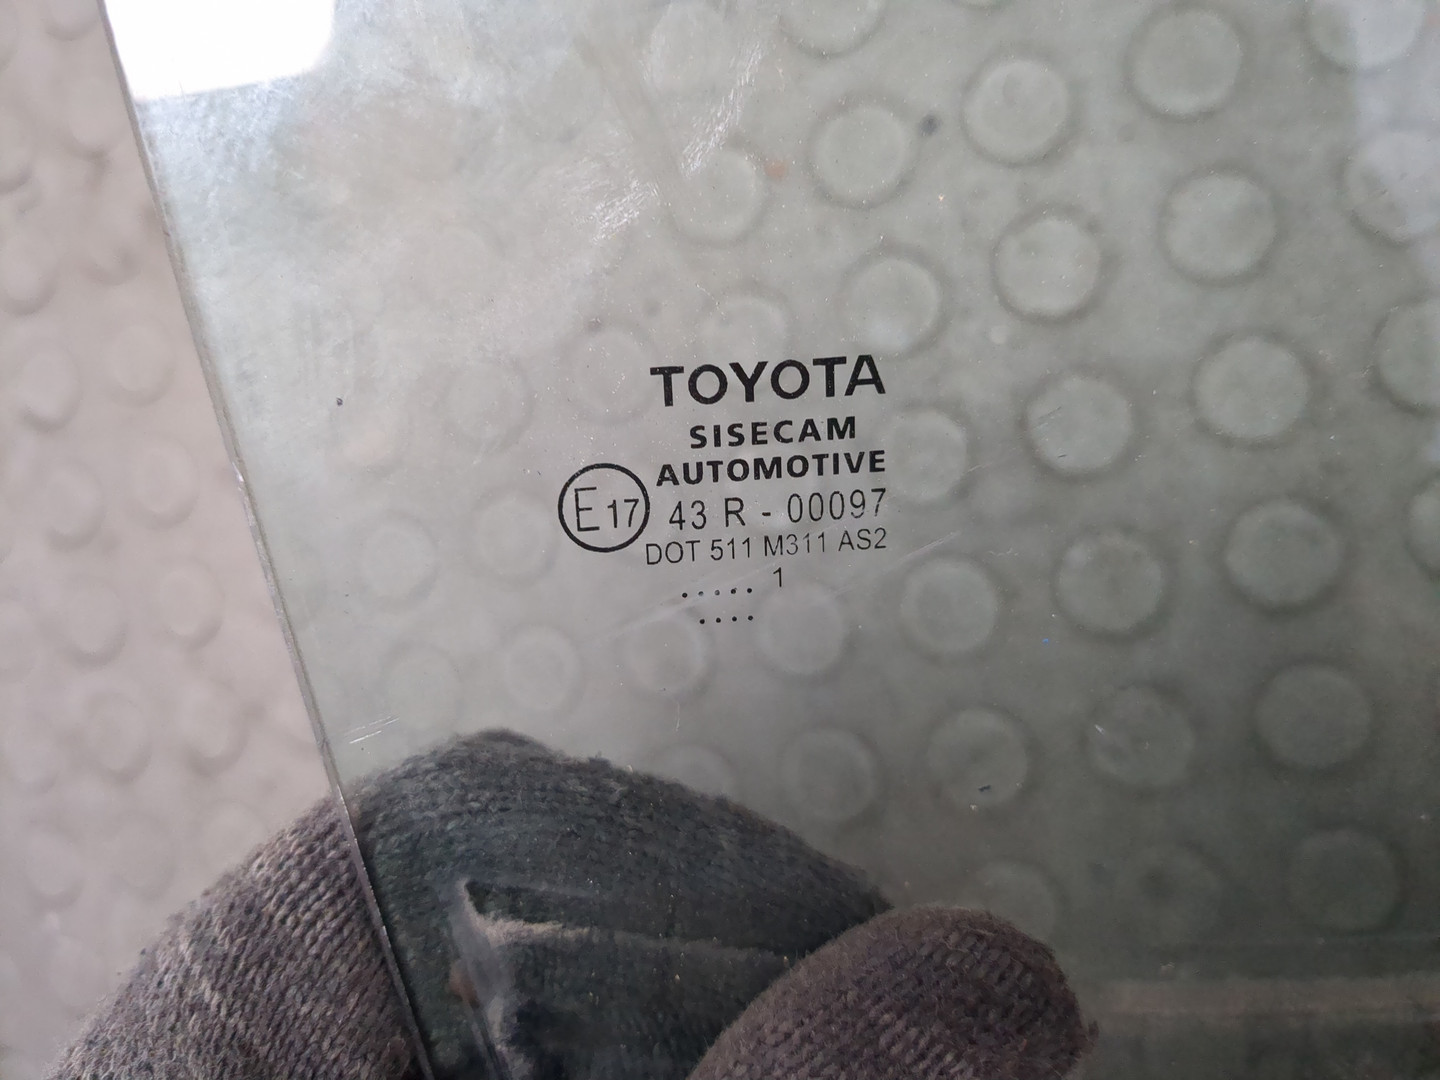 TOYOTA
SISECAM
AUTOMOTIVE
E17 43 R - 00097
DOT 511 M311 AS2
..... 1
....